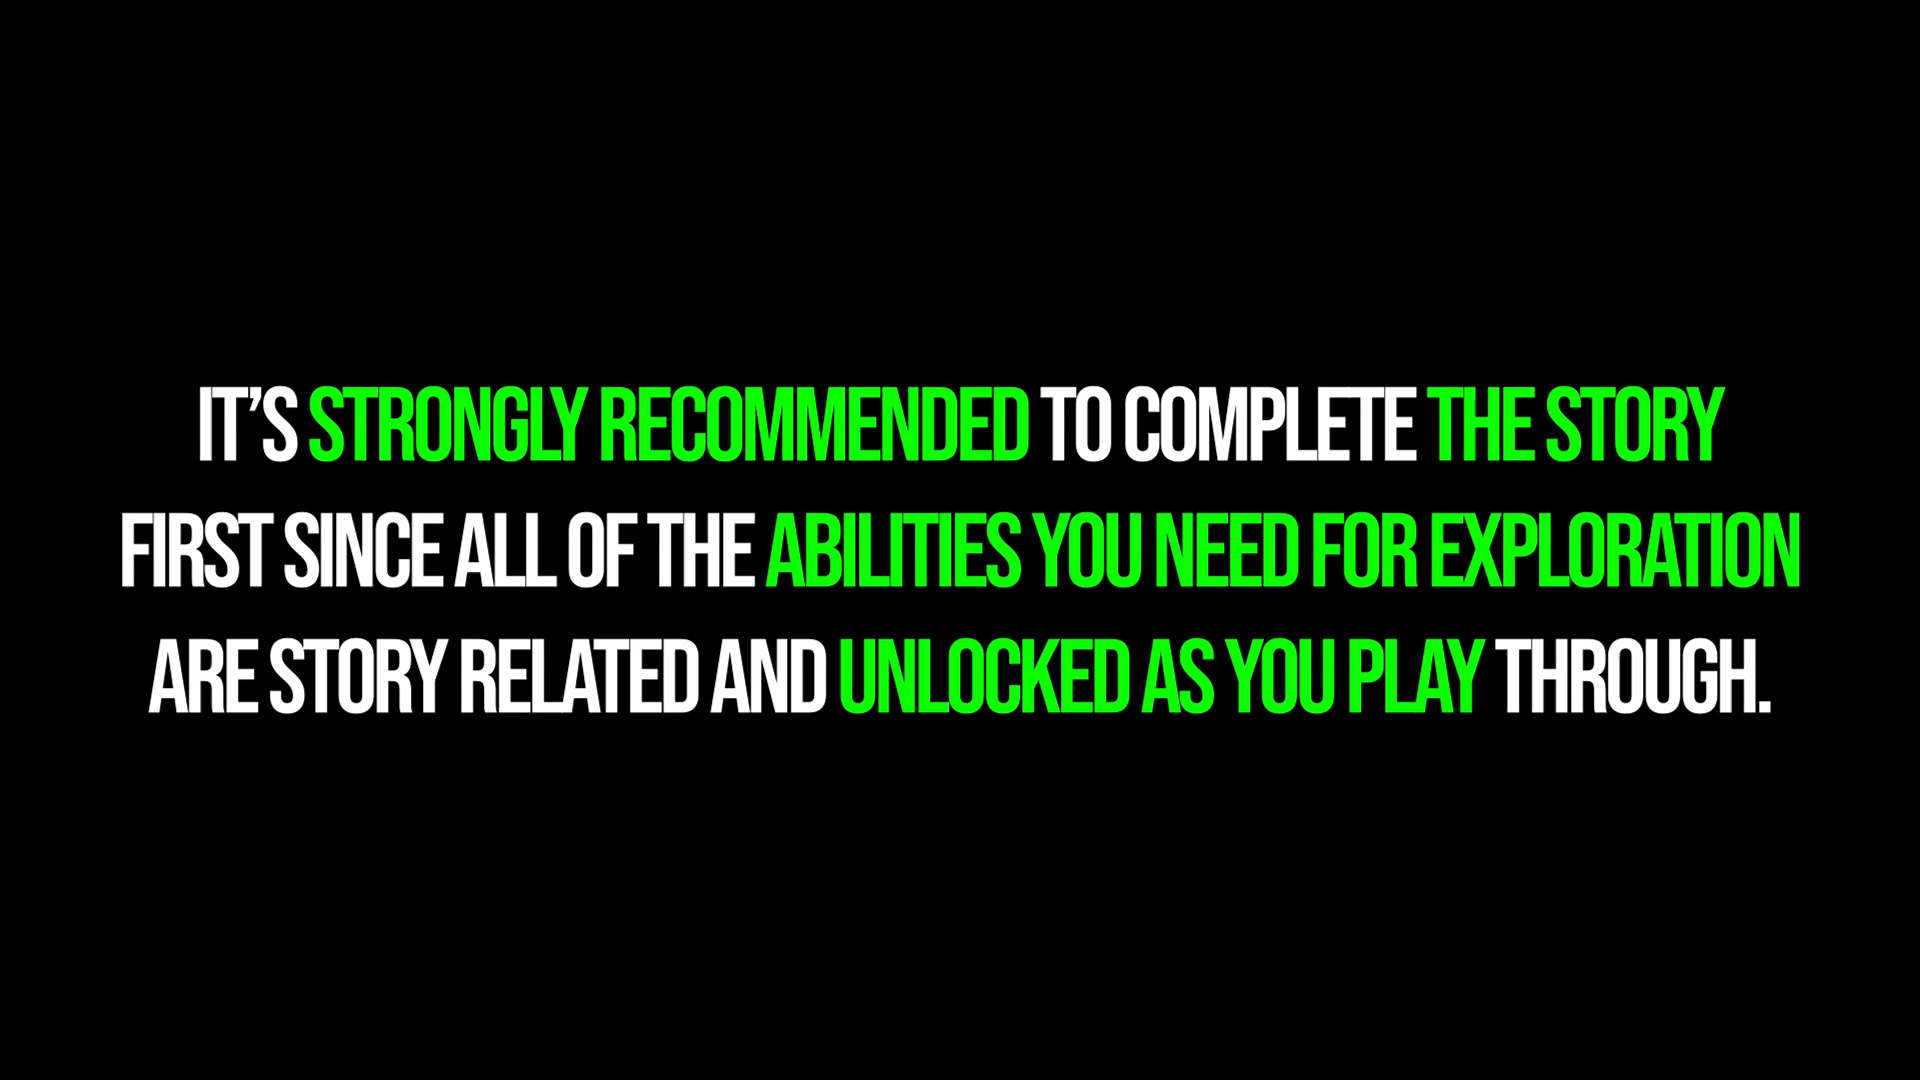 IT’S STRONGLY RECOMMENDED TO COMPLETE THE STORY
FIRST SINCE ALL OF THE ABILITIES YOU NEED FOR EXPLORATION
ARE STORY RELATED AND UNLOCKED AS YOU PLAY THROUGH.